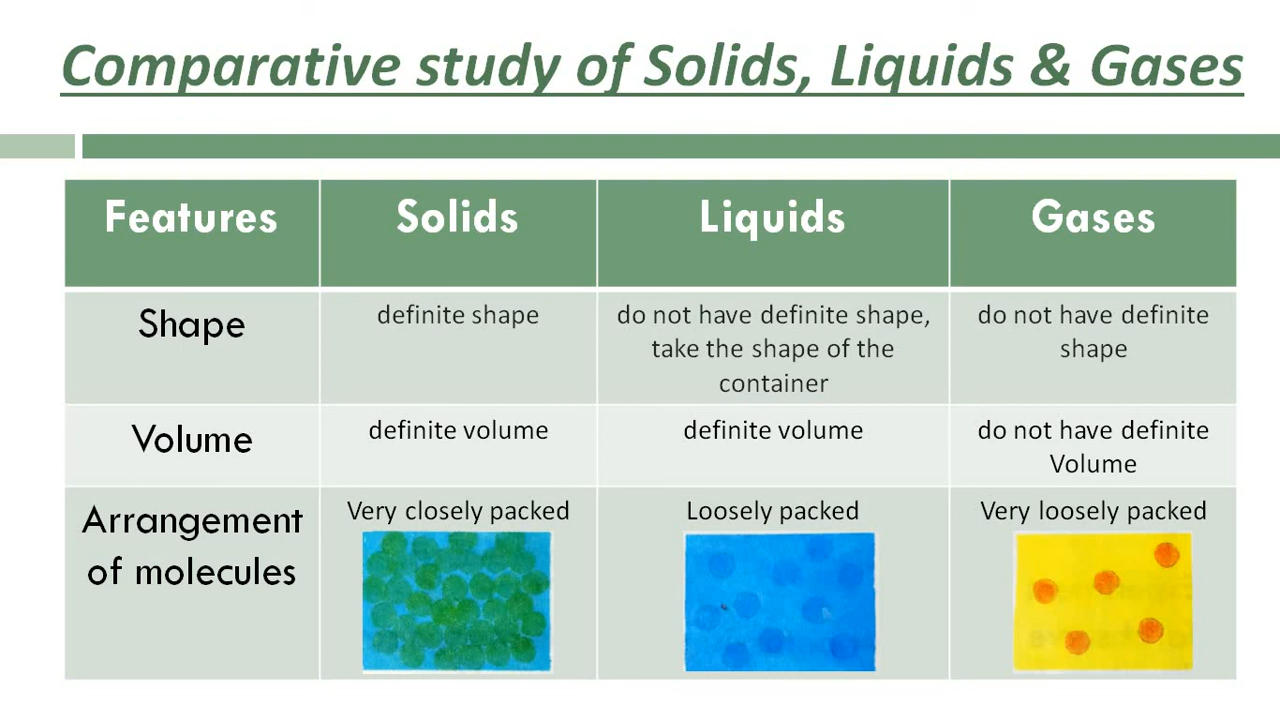 Comparative study of Solids, Liquids & Gases
Features
Solids
Liquids
Gases
Shape
definite shape
do not have definite shape,
take the shape of the
container
do not have definite
shape
Volume
definite volume
definite volume
do not have definite
Volume
Arrangement
of molecules
Very closely packed
Loosely packed
Very loosely packed